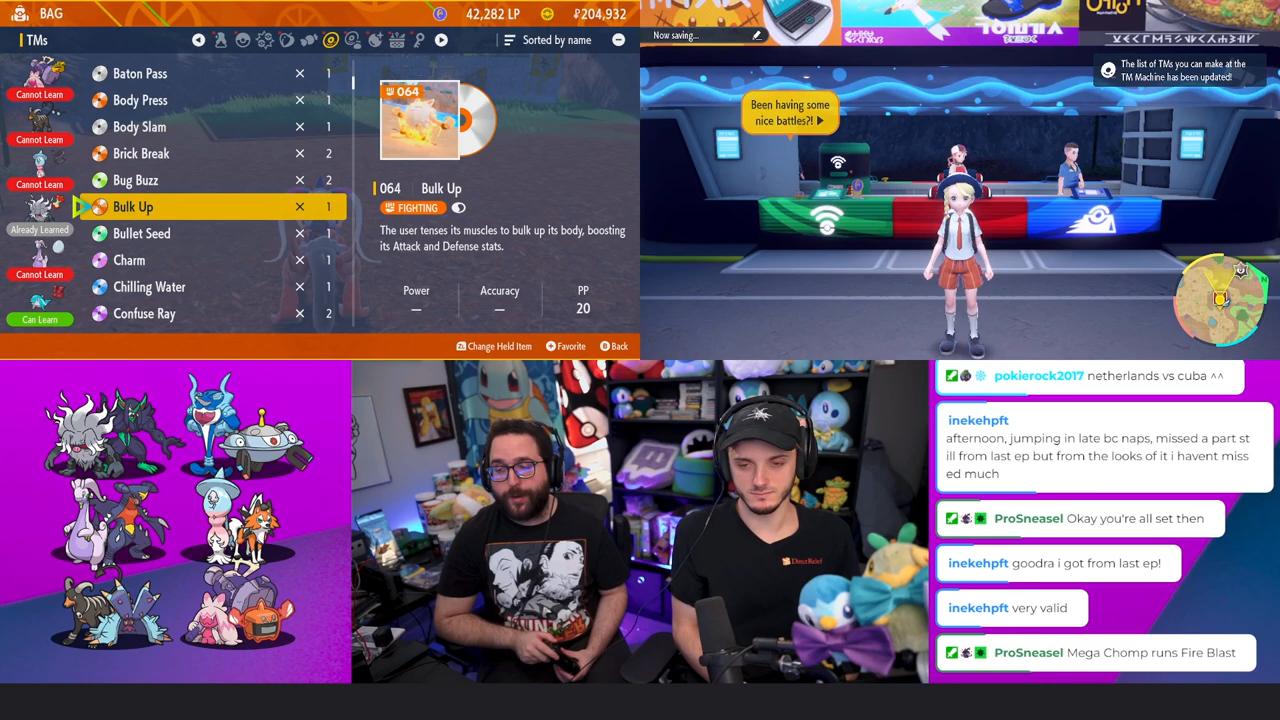 BAG
42,282 LP
₽204,932
TMs
Sorted by name
Cannot Learn
Cannot Learn
Cannot Learn
Already Learned
Cannot Learn
Can Learn
Baton Pass × 1
Body Press × 1
Body Slam × 1
Brick Break × 2
Bug Buzz × 2
Bulk Up × 1
Bullet Seed × 1
Charm × 1
Chilling Water × 1
Confuse Ray × 2
064
064 Bulk Up
FIGHTING
The user tenses its muscles to bulk up its body, boosting
its Attack and Defense stats.
Power
Accuracy
PP
—
—
20
Change Held Item
Favorite
B Back
Now saving...
The list of TMs you can make at the
TM Machine has been updated!
Been having some
nice battles?!
N
DirectRelief
pokierock2017 netherlands vs cuba ^^
inekehpft
afternoon, jumping in late bc naps, missed a part st
ill from last ep but from the looks of it i havent miss
ed much
ProSneasel Okay you're all set then
inekehpft goodra i got from last ep!
inekehpft very valid
ProSneasel Mega Chomp runs Fire Blast